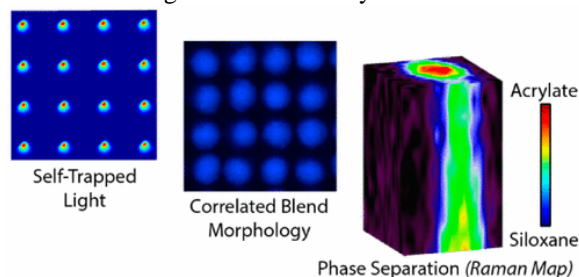 Self-Trapped
Light
Correlated Blend
Morphology
Acrylate
Siloxane
Phase Separation (Raman Map)